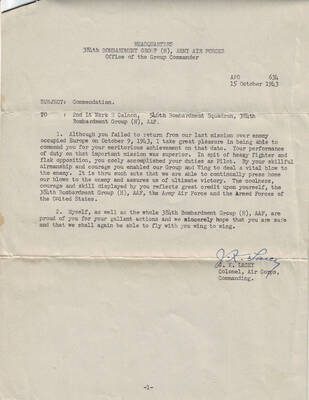 HEADQUARTERS
384th BOMBARDMENT GROUP (H), ARMY AIR FORCES
Office of the Group Commander
APO 634
15 October 1943
SUBJECT: Commendation.
TO : 2nd Lt Mark S Calnon, 546th Bombardment Squadron, 384th
Bombardment Group (H), AAF.
1. Although you failed to return from our last mission over enemy
occupied Europe on October 9, 1943, I take great pleasure in being able to
commend you for your meritorious achievement on that date. Your performance
of duty on that important mission was superior. In spit of heavy fighter and
flak opposition, you cooly accomplished your duties as Pilot. By your skillful
airmanship and courage you enabled our Group and Wing to deal a vital blow to
the enemy. It is thru such acts that we are able to continually press home
our blows to the enemy and assures us of ultimate victory. The coolness,
courage and skill displayed by you reflects great credit upon yourself, the
384th Bombardment Group (H), AAF, the Army Air Force and the Armed Forces of
the United States.
2. Myself, as well as the whole 384th Bombardment Group (H), AAF, are
proud of you for your gallant actions and we sincerely hope that you are safe
and that we shall again be able to fly with you wing to wing.
J. K. Lacey
J. K. LACEY
Colonel, Air Corps,
Commanding.
-1-